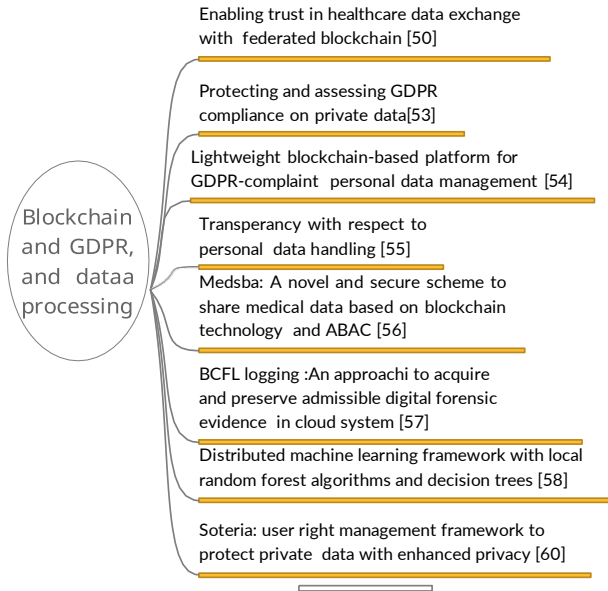 Enabling trust in healthcare data exchange
with federated blockchain [50]
Protecting and assessing GDPR
compliance on private data[53]
Lightweight blockchain-based platform for
GDPR-complaint personal data management [54]
Blockchain
and GDPR,
and dataa
processing
Transperancy with respect to
personal data handling [55]
Medsba: A novel and secure scheme to
share medical data based on blockchain
technology and ABAC [56]
BCFL logging :An approachi to acquire
and preserve admissible digital forensic
evidence in cloud system [57]
Distributed machine learning framework with local
random forest algorithms and decision trees [58]
Soteria: user right management framework to
protect private data with enhanced privacy [60]